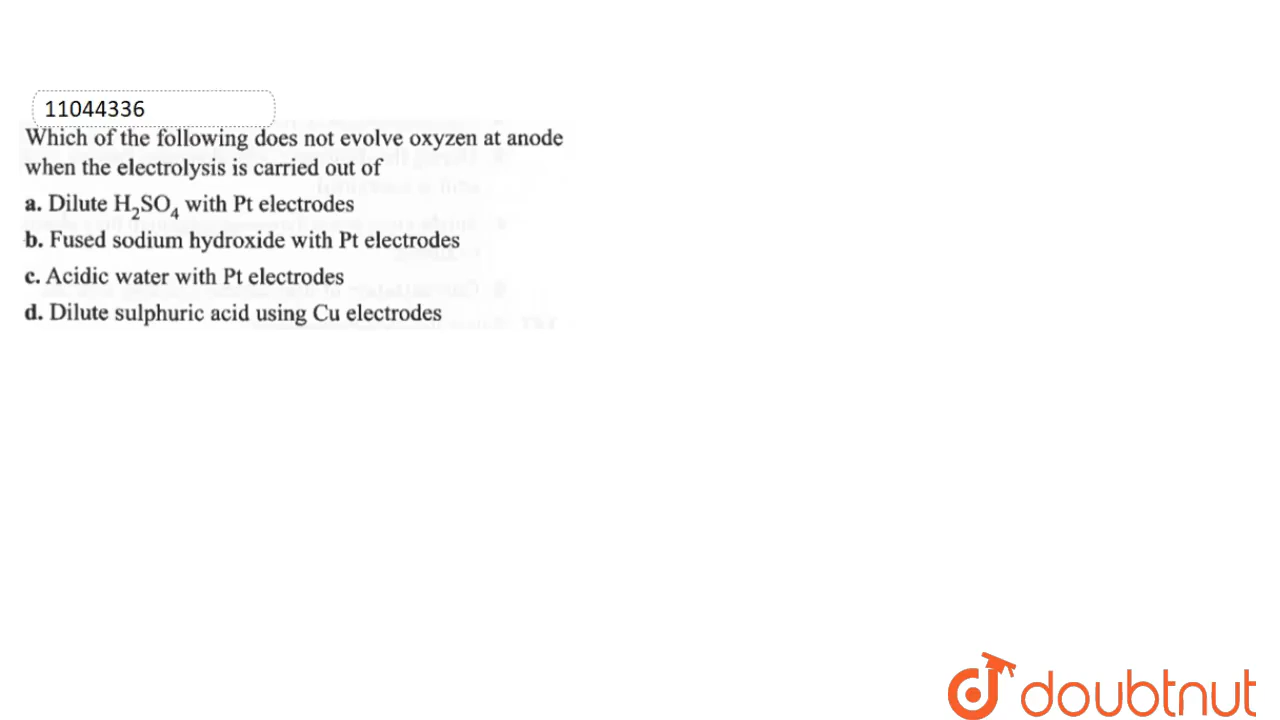 11044336
Which of the following does not evolve oxyzen at anode
when the electrolysis is carried out of
a. Dilute H₂SO₄ with Pt electrodes
b. Fused sodium hydroxide with Pt electrodes
c. Acidic water with Pt electrodes
d. Dilute sulphuric acid using Cu electrodes
doubtnut